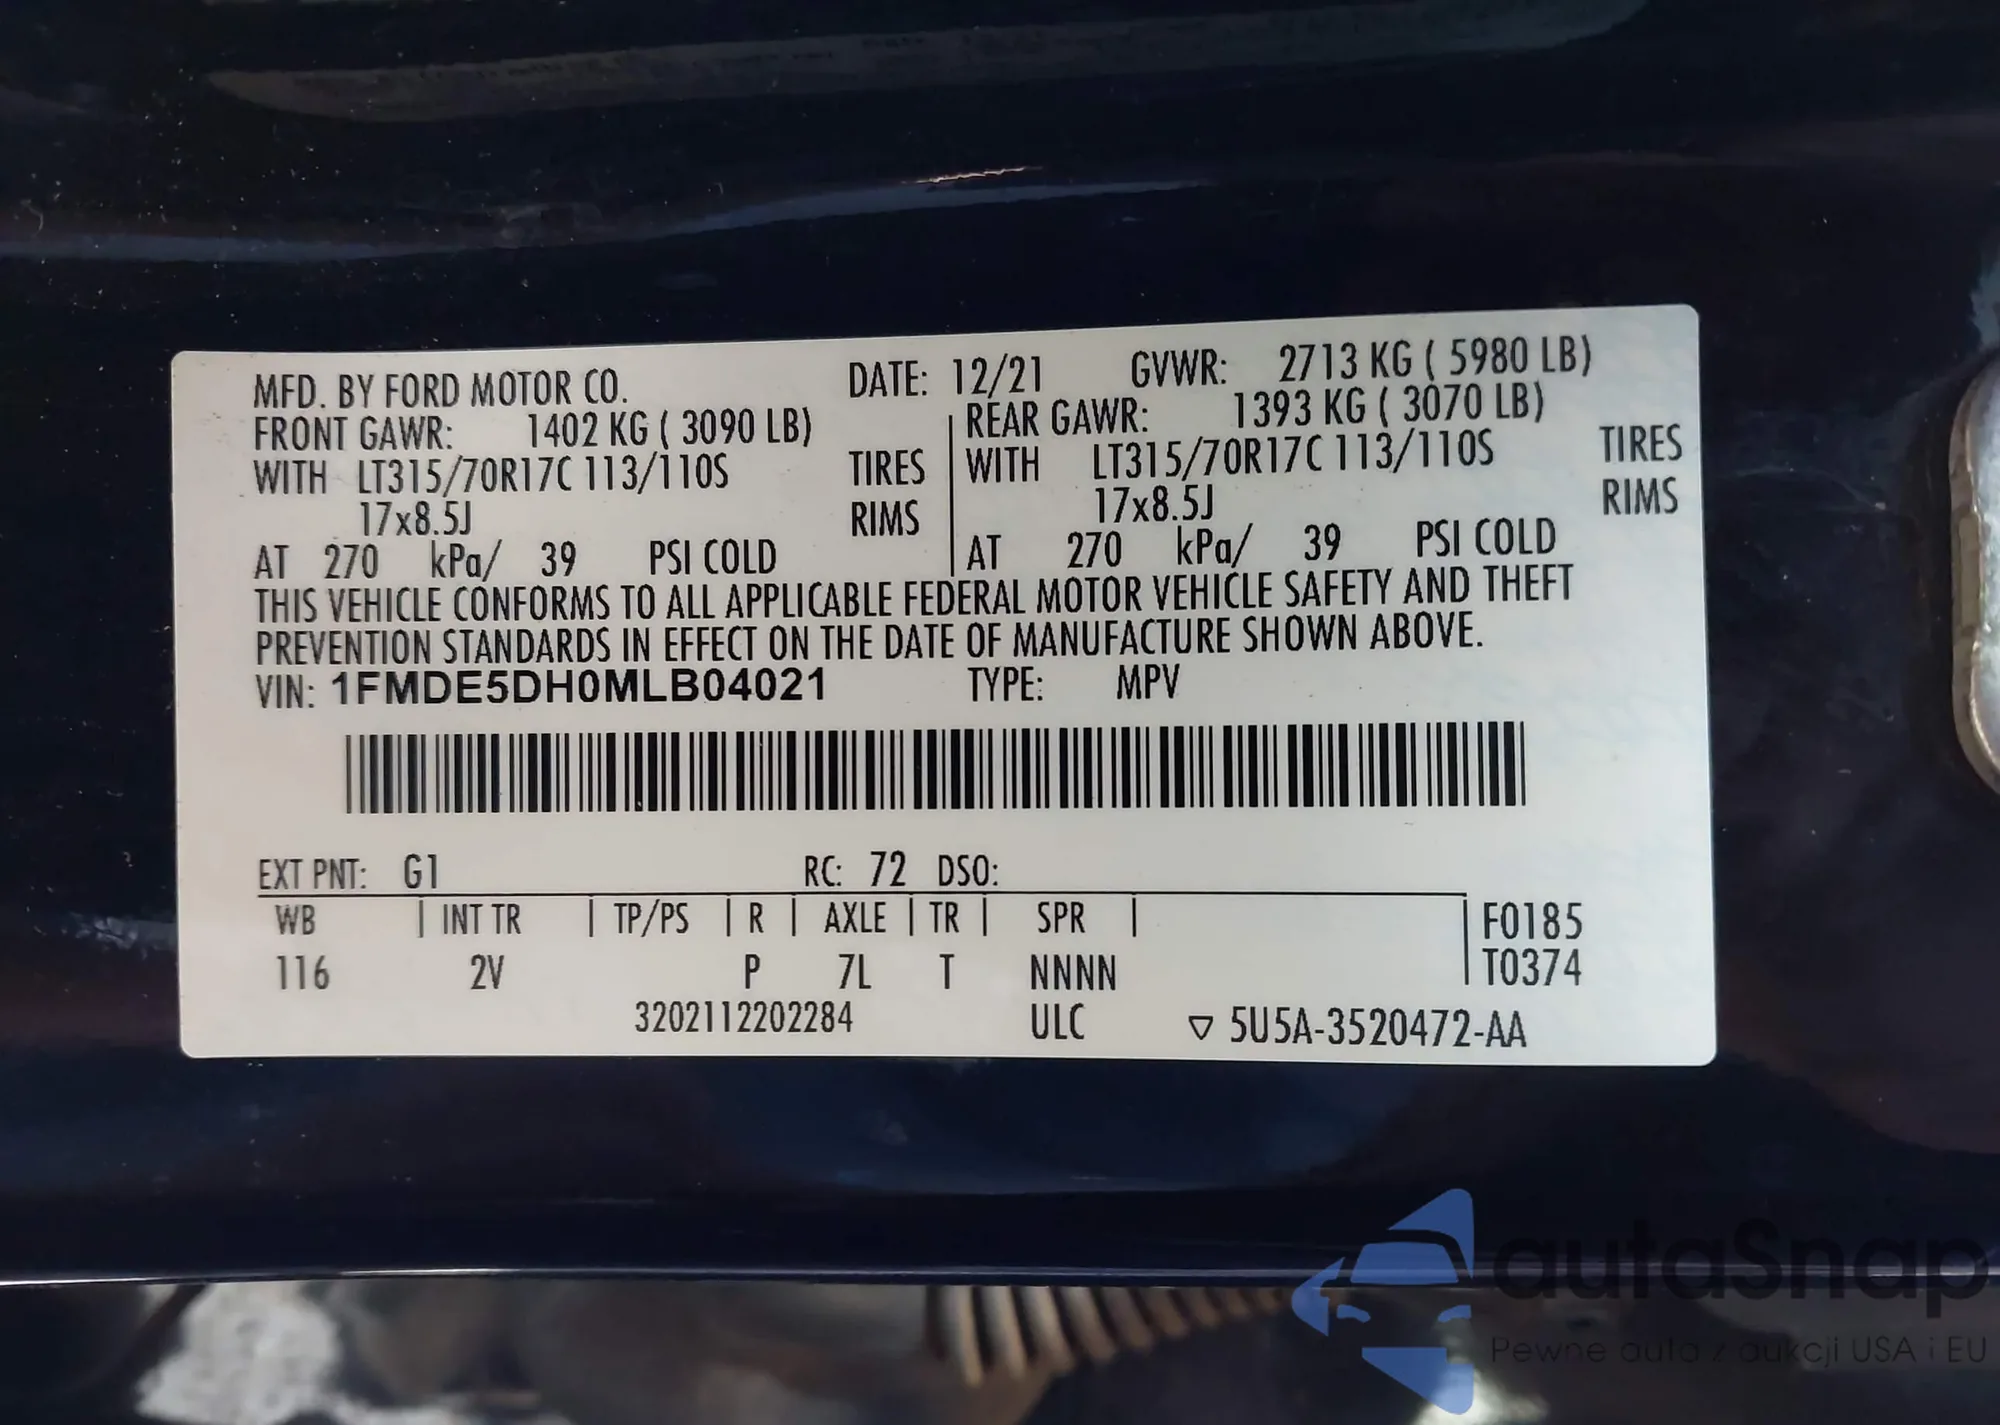 MFD. BY FORD MOTOR CO. DATE: 12/21 GVWR: 2713 KG ( 5980 LB)
FRONT GAWR: 1402 KG ( 3090 LB) REAR GAWR: 1393 KG ( 3070 LB)
WITH LT315/70R17C 113/110S TIRES WITH LT315/70R17C 113/110S TIRES
17x8.5J RIMS 17x8.5J RIMS
AT 270 kPa/ 39 PSI COLD AT 270 kPa/ 39 PSI COLD
THIS VEHICLE CONFORMS TO ALL APPLICABLE FEDERAL MOTOR VEHICLE SAFETY AND THEFT
PREVENTION STANDARDS IN EFFECT ON THE DATE OF MANUFACTURE SHOWN ABOVE.
VIN: 1FMDE5DH0MLB04021 TYPE: MPV
EXT PNT: G1 RC: 72 DSO:
WB | INT TR | TP/PS | R | AXLE | TR | SPR | F0185
116 2V P 7L T NNNN T0374
3202112202284 ULC ▽ 5U5A-3520472-AA
autaSnap
Pewne auta z aukcji USA i EU